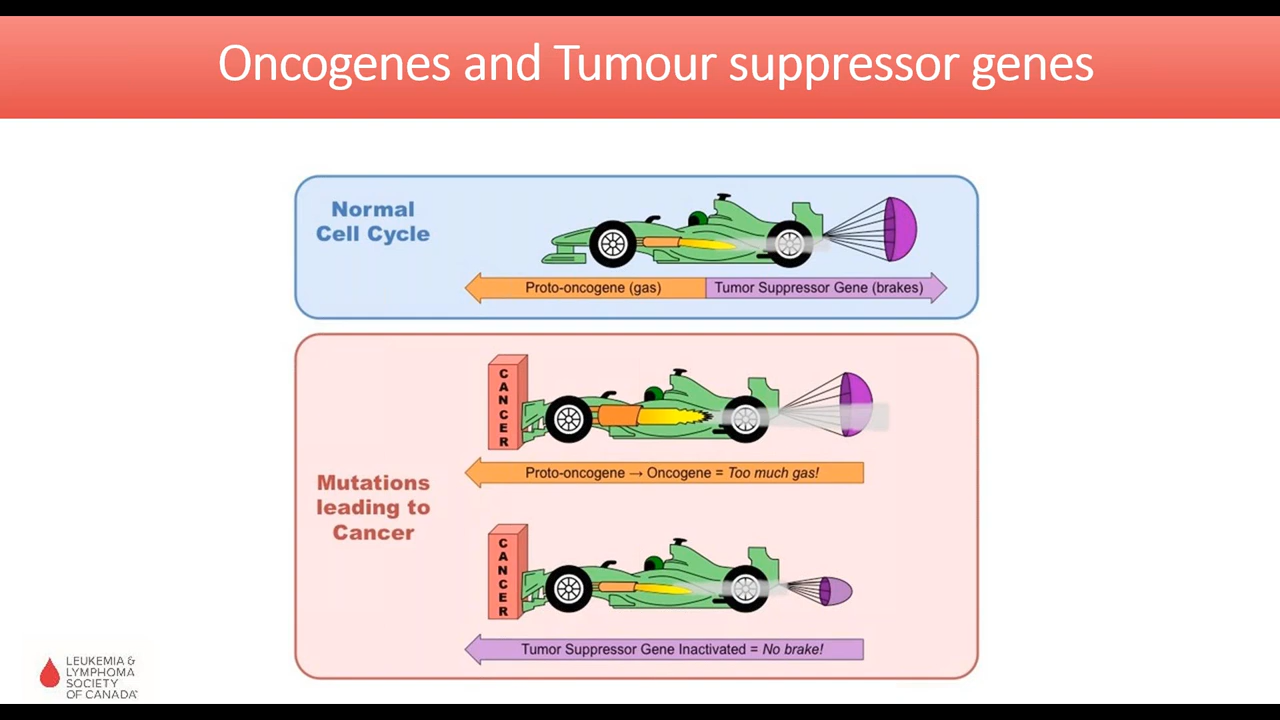 Oncogenes and Tumour suppressor genes
Normal
Cell Cycle
Proto-oncogene (gas)
Tumor Suppressor Gene (brakes)
CANCER
Proto-oncogene → Oncogene = Too much gas!
Mutations
leading to
Cancer
CANCER
Tumor Suppressor Gene Inactivated = No brake!
LEUKEMIA &
LYMPHOMA
SOCIETY
OF CANADA